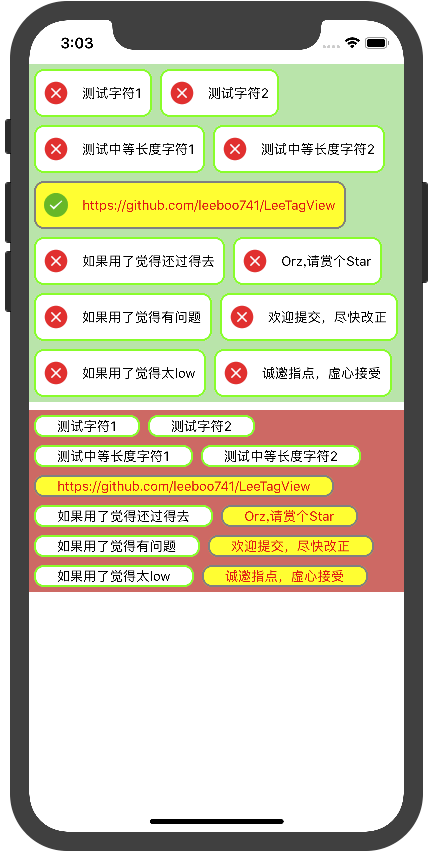 3:03
测试字符1 测试字符2
测试中等长度字符1 测试中等长度字符2
https://github.com/leeboo741/LeeTagView
如果用了觉得还过得去 Orz,请赏个Star
如果用了觉得有问题 欢迎提交，尽快改正
如果用了觉得太low 诚邀指点，虚心接受
测试字符1 测试字符2
测试中等长度字符1 测试中等长度字符2
https://github.com/leeboo741/LeeTagView
如果用了觉得还过得去 Orz,请赏个Star
如果用了觉得有问题 欢迎提交，尽快改正
如果用了觉得太low 诚邀指点，虚心接受